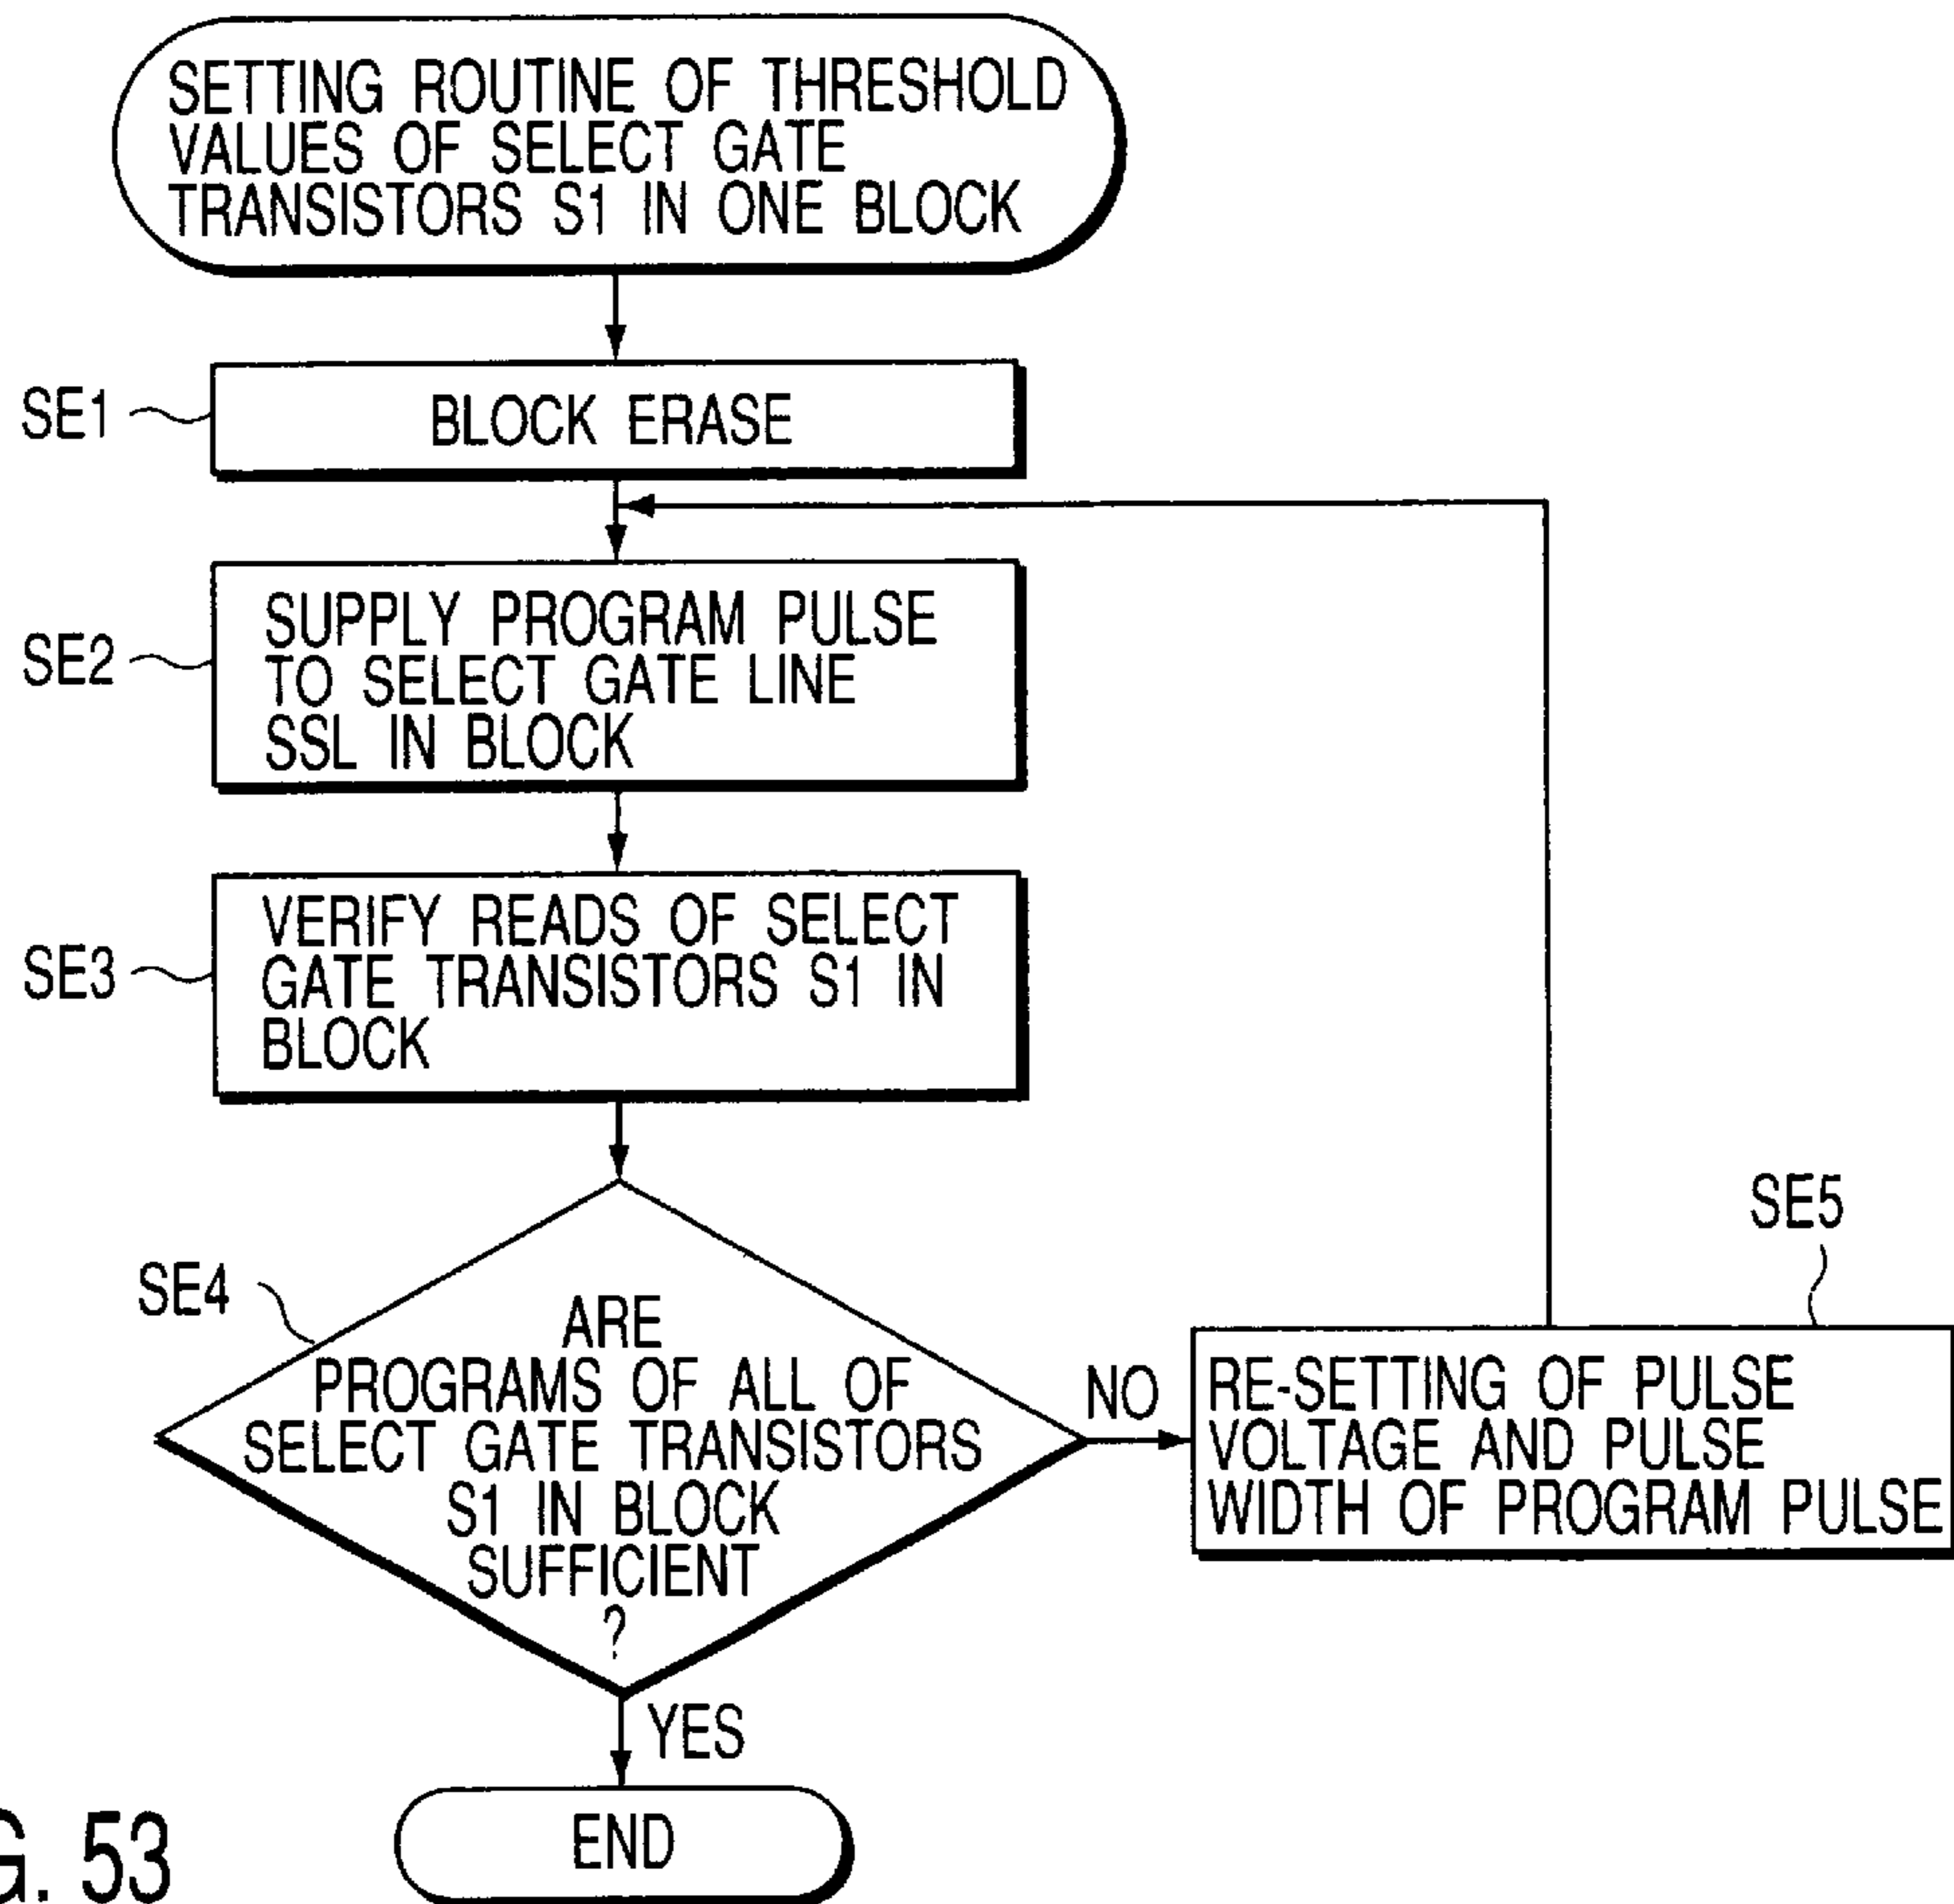 SETTING ROUTINE OF THRESHOLD
VALUES OF SELECT GATE
TRANSISTORS S1 IN ONE BLOCK
SE1
BLOCK ERASE
SE2
SUPPLY PROGRAM PULSE
TO SELECT GATE LINE
SSL IN BLOCK
SE3
VERIFY READS OF SELECT
GATE TRANSISTORS S1 IN
BLOCK
SE4
ARE
PROGRAMS OF ALL OF
SELECT GATE TRANSISTORS
S1 IN BLOCK
SUFFICIENT
?
NO
SE5
RE-SETTING OF PULSE
VOLTAGE AND PULSE
WIDTH OF PROGRAM PULSE
YES
END
G. 53